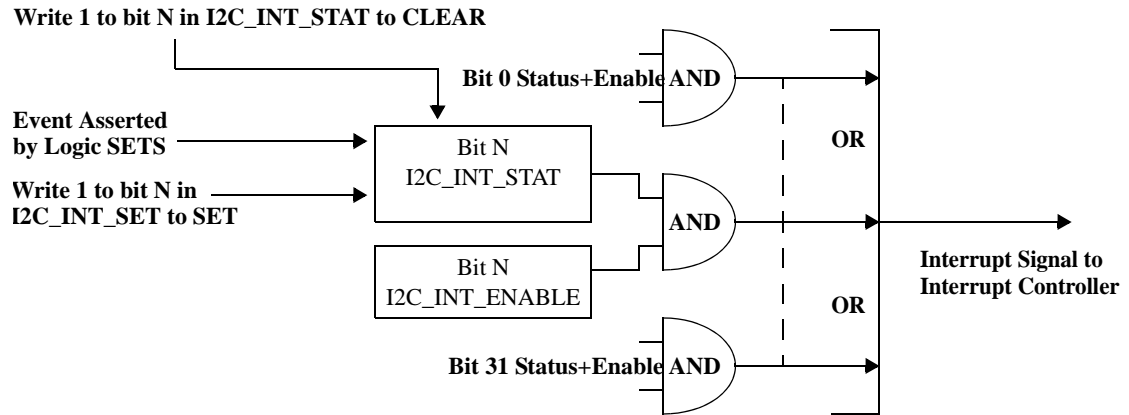 Write 1 to bit N in I2C_INT_STAT to CLEAR
Bit 0 Status+Enable AND
Event Asserted
by Logic SETS
Bit N
I2C_INT_STAT
OR
Write 1 to bit N in
I2C_INT_SET to SET
AND
Bit N
I2C_INT_ENABLE
Interrupt Signal to
Interrupt Controller
OR
Bit 31 Status+Enable AND